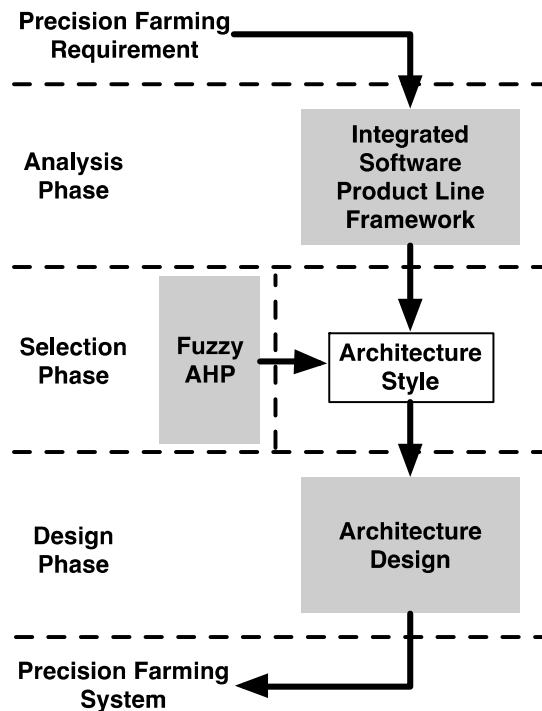 Precision Farming
Requirement
Analysis
Phase
Integrated
Software
Product Line
Framework
Selection
Phase
Fuzzy
AHP
Architecture
Style
Design
Phase
Architecture
Design
Precision Farming
System